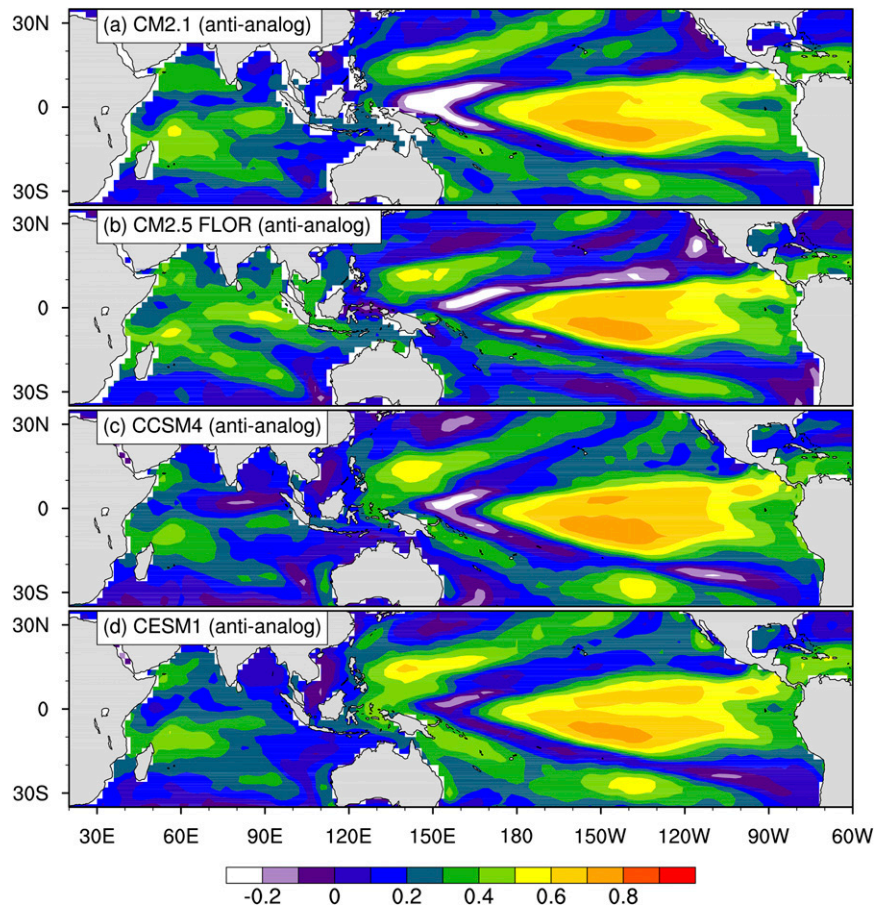 (a) CM2.1 (anti-analog)
30N
0
30S
(b) CM2.5 FLOR (anti-analog)
30N
0
30S
(c) CCSM4 (anti-analog)
30N
0
30S
(d) CESM1 (anti-analog)
30N
0
30S
30E 60E 90E 120E 150E 180 150W 120W 90W 60W
-0.2 0 0.2 0.4 0.6 0.8